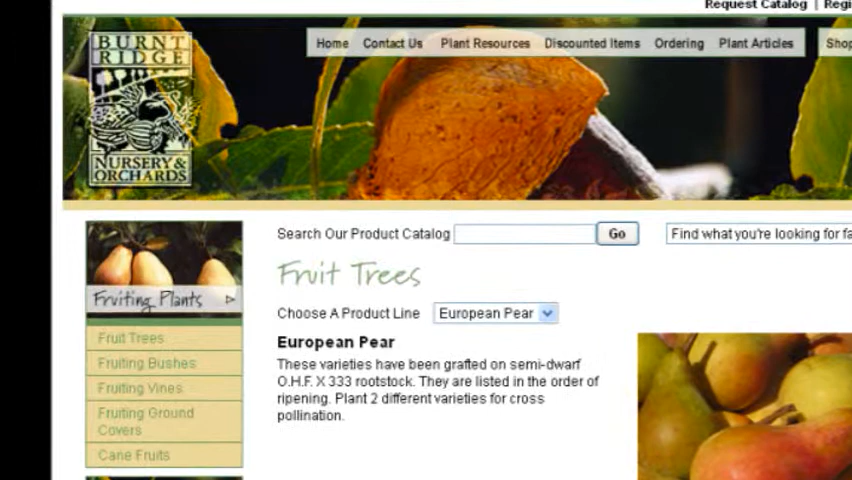 Request Catalog | Regi
BURNT
RIDGE
NURSERY &
ORCHARDS
Home Contact Us Plant Resources Discounted Items Ordering Plant Articles Shop
Search Our Product Catalog Go Find what you're looking for fa
Fruiting Plants
Fruit Trees
Fruiting Bushes
Fruiting Vines
Fruiting Ground
Covers
Cane Fruits
Fruit Trees
Choose A Product Line European Pear
European Pear
These varieties have been grafted on semi-dwarf
O.H.F. X 333 rootstock. They are listed in the order of
ripening. Plant 2 different varieties for cross
pollination.